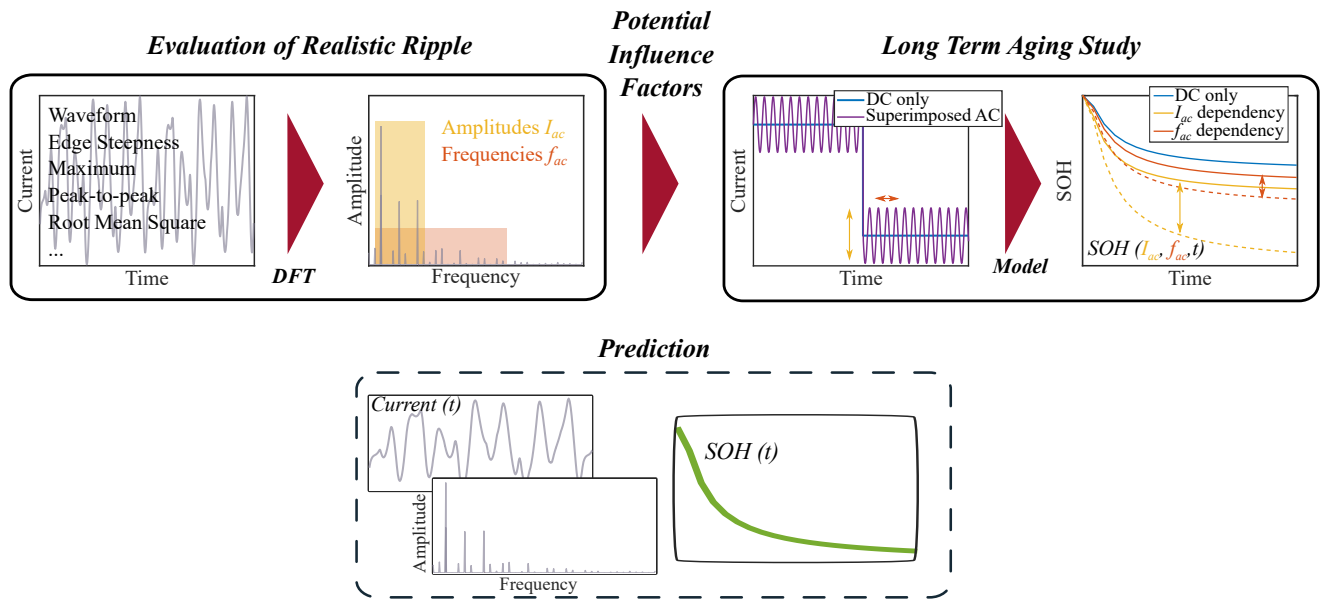 Evaluation of Realistic Ripple
Potential
Influence
Factors
Long Term Aging Study
Current
Waveform
Edge Steepness
Maximum
Peak-to-peak
Root Mean Square
...
Time
DFT
Amplitude
Amplitudes I_ac
Frequencies f_ac
Frequency
Current
DC only
Superimposed AC
Time
Model
SOH
DC only
I_ac dependency
f_ac dependency
SOH (I_ac, f_ac,t)
Time
Prediction
Current (t)
Amplitude
Frequency
SOH (t)